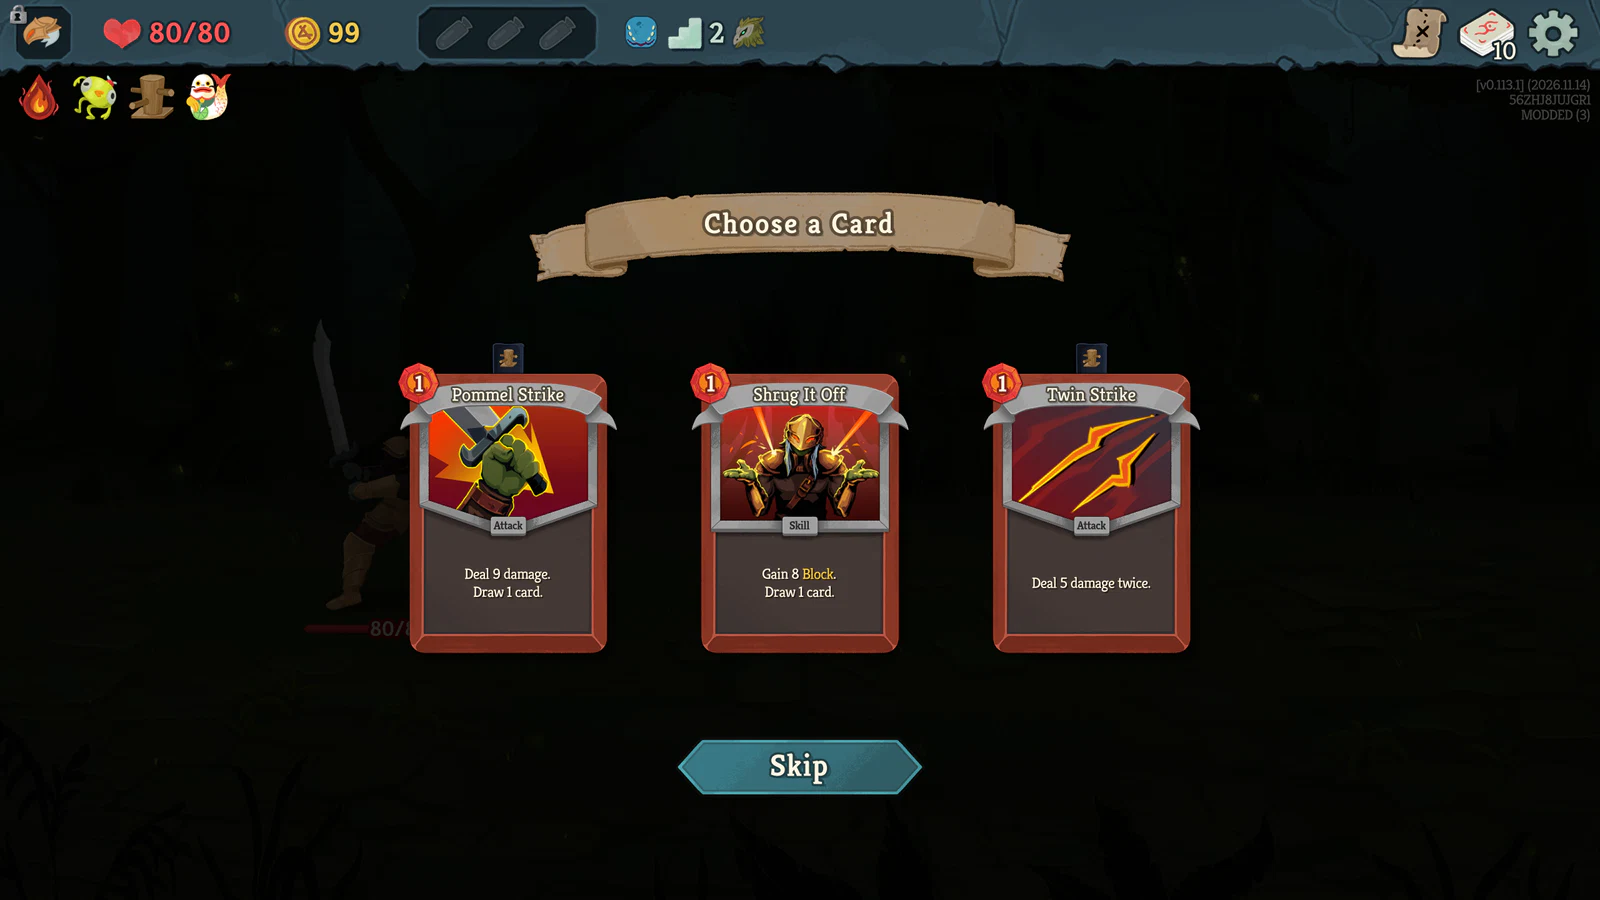 80/80
99
2
10
[v0.113.1] (2026.11.14)
56ZHJ8JUJGR1
MODDED (3)
Choose a Card
1
Pommel Strike
Attack
Deal 9 damage.
Draw 1 card.
1
Shrug It Off
Skill
Gain 8 Block.
Draw 1 card.
1
Twin Strike
Attack
Deal 5 damage twice.
80/8
Skip